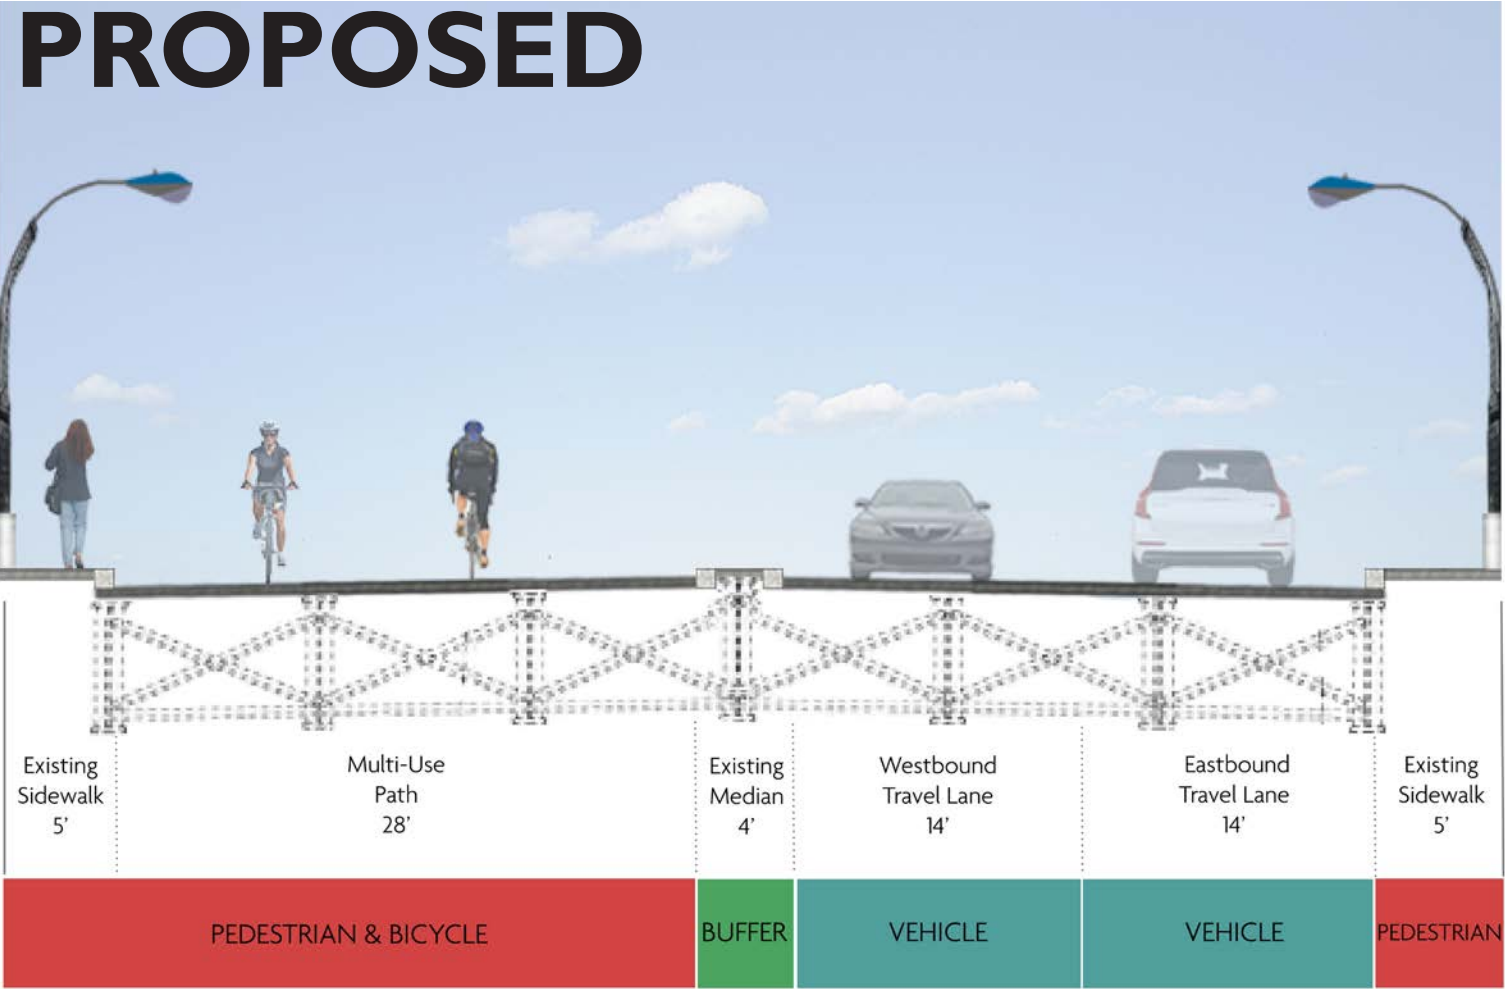 PROPOSED
Existing
Sidewalk
5’
Multi-Use
Path
28’
Existing
Median
4’
Westbound
Travel Lane
14’
Eastbound
Travel Lane
14’
Existing
Sidewalk
5’
PEDESTRIAN & BICYCLE
BUFFER
VEHICLE
VEHICLE
PEDESTRIAN